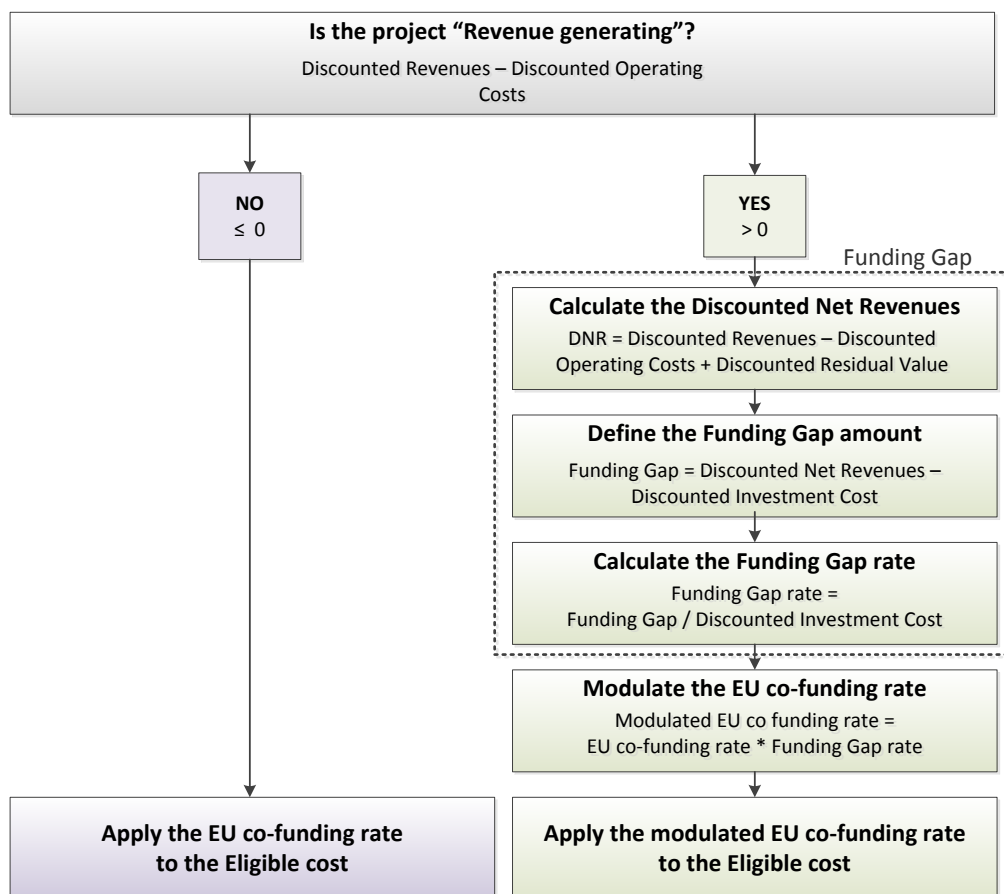 Is the project “Revenue generating”?
Discounted Revenues – Discounted Operating
Costs
NO
≤ 0
YES
> 0
Funding Gap
Calculate the Discounted Net Revenues
DNR = Discounted Revenues – Discounted
Operating Costs + Discounted Residual Value
Define the Funding Gap amount
Funding Gap = Discounted Net Revenues –
Discounted Investment Cost
Calculate the Funding Gap rate
Funding Gap rate =
Funding Gap / Discounted Investment Cost
Modulate the EU co-funding rate
Modulated EU co funding rate =
EU co-funding rate * Funding Gap rate
Apply the EU co-funding rate
to the Eligible cost
Apply the modulated EU co-funding rate
to the Eligible cost